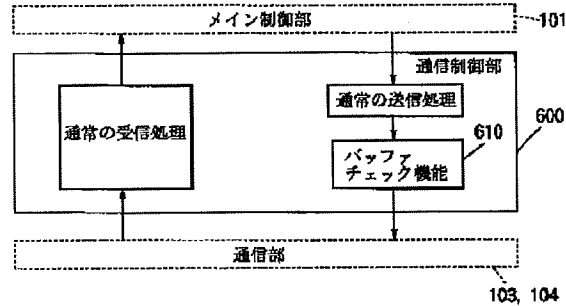 メイン制御部
101
通信制御部
通常の受信処理
通常の送信処理
600
610
バッファ
チェック機能
通信部
103, 104